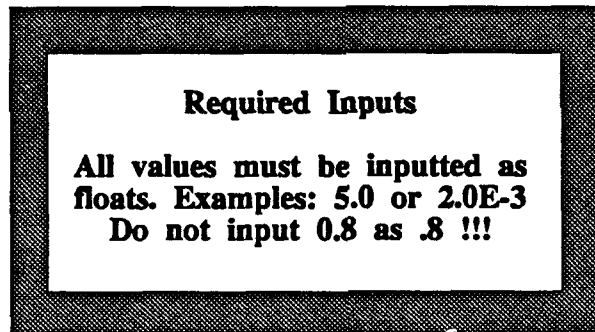 Required Inputs
All values must be inputted as
floats. Examples: 5.0 or 2.0E-3
Do not input 0.8 as .8 !!!